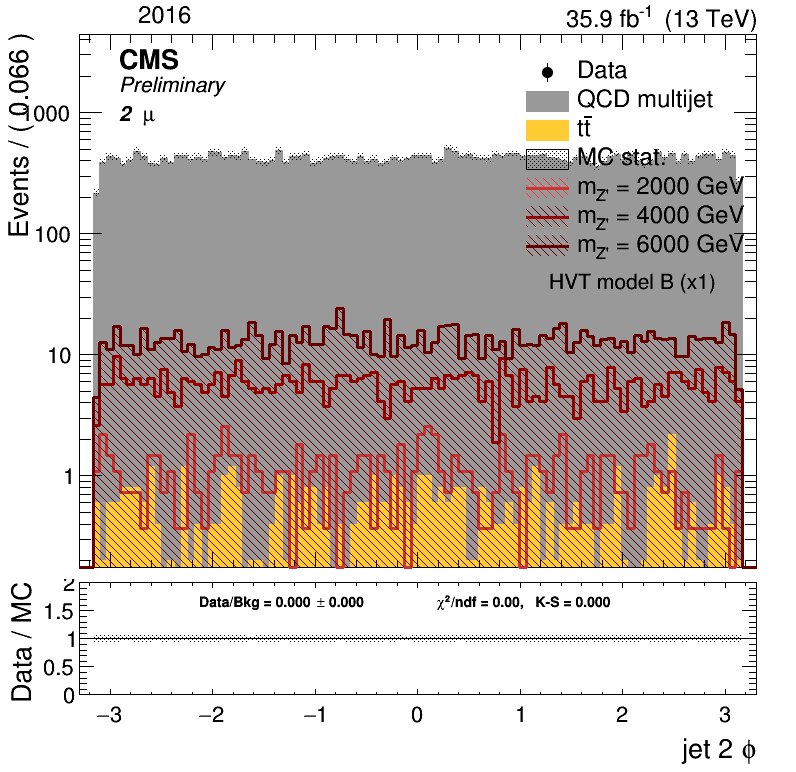 2016 35.9 fb⁻¹ (13 TeV)
CMS
Preliminary
2 μ
Data
QCD multijet
tt̄
MC stat.
m_Z' = 2000 GeV
m_Z' = 4000 GeV
m_Z' = 6000 GeV
HVT model B (x1)
Events / ( 0.066 )
1000
100
10
1
Data/Bkg = 0.000 ± 0.000 χ²/ndf = 0.00, K-S = 0.000
Data / MC
2
1.5
1
0.5
0
−3 −2 −1 0 1 2 3
jet 2 ϕ